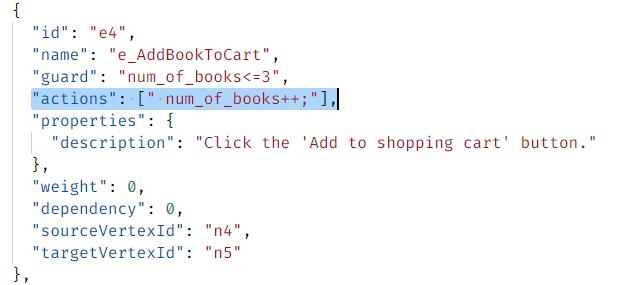 {
"id": "e4",
"name": "e_AddBookToCart",
"guard": "num_of_books<=3",
"actions": [" num_of_books++;"],
"properties": {
"description": "Click the 'Add to shopping cart' button."
},
"weight": 0,
"dependency": 0,
"sourceVertexId": "n4",
"targetVertexId": "n5"
},